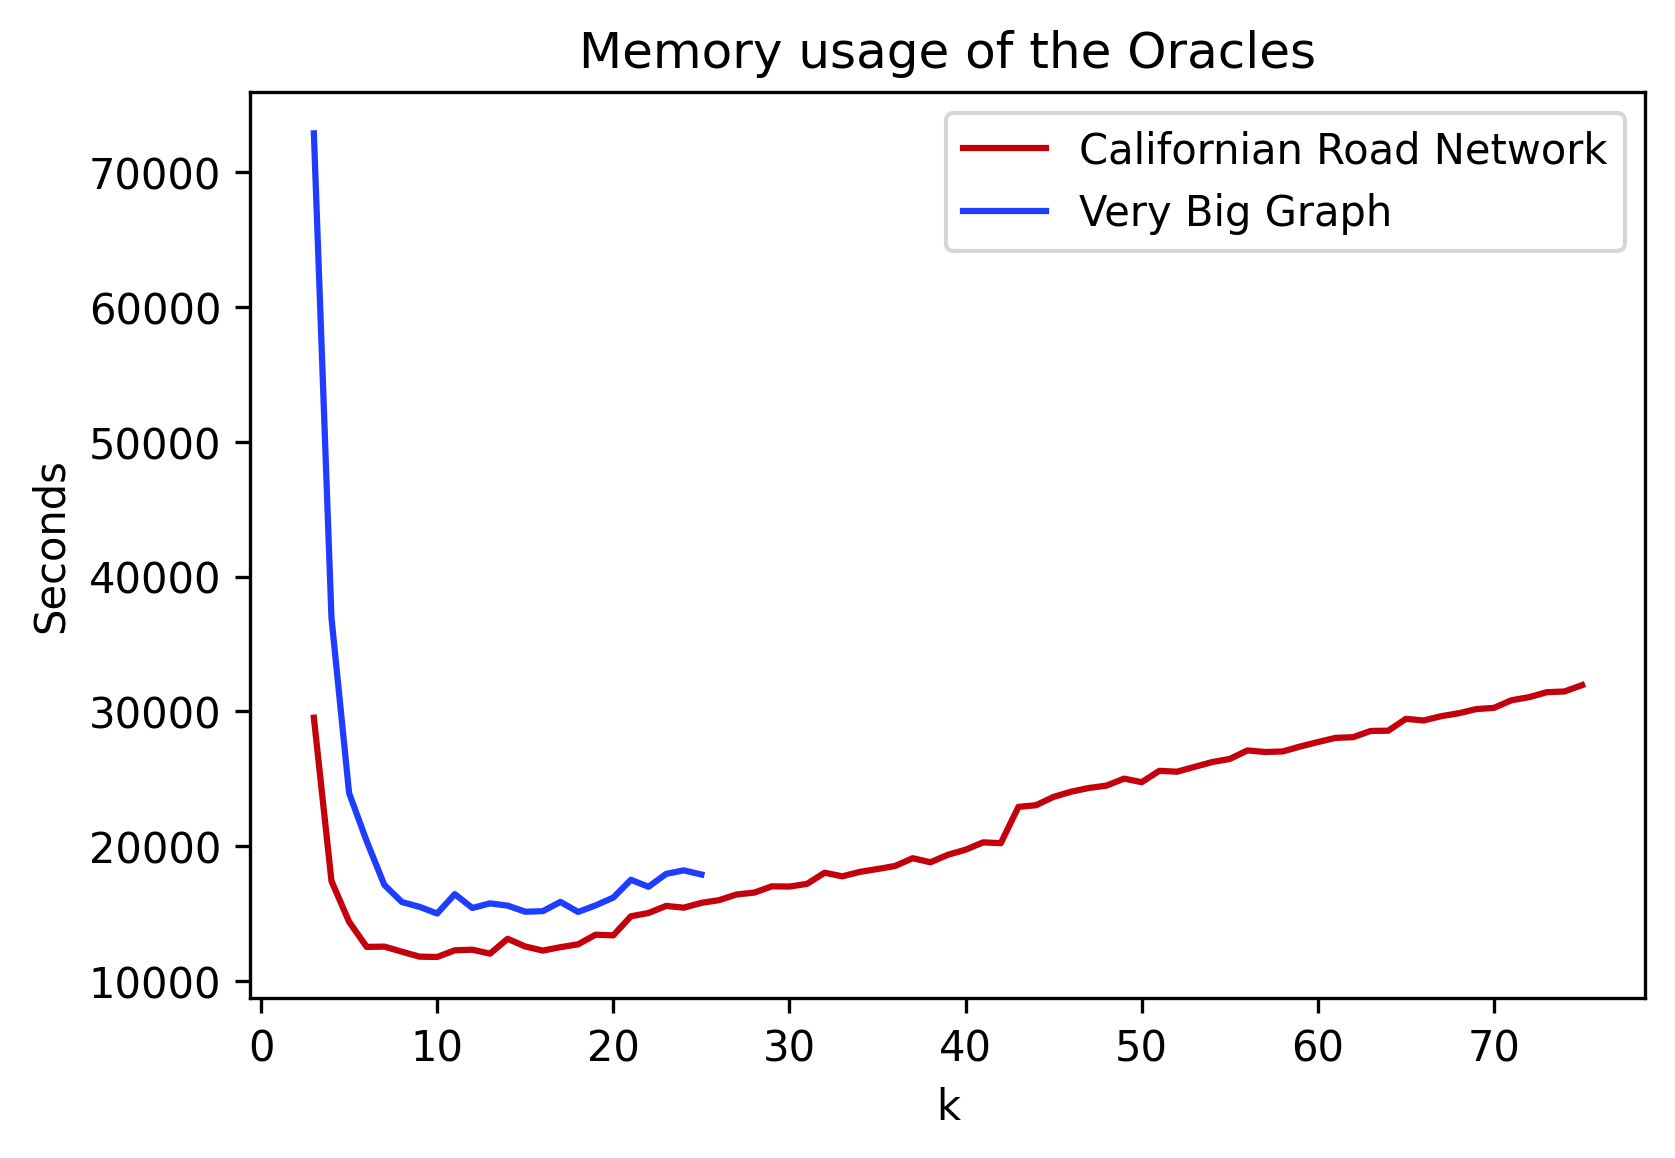 Memory usage of the Oracles
Californian Road Network
Very Big Graph
Seconds
70000
60000
50000
40000
30000
20000
10000
0 10 20 30 40 50 60 70
k